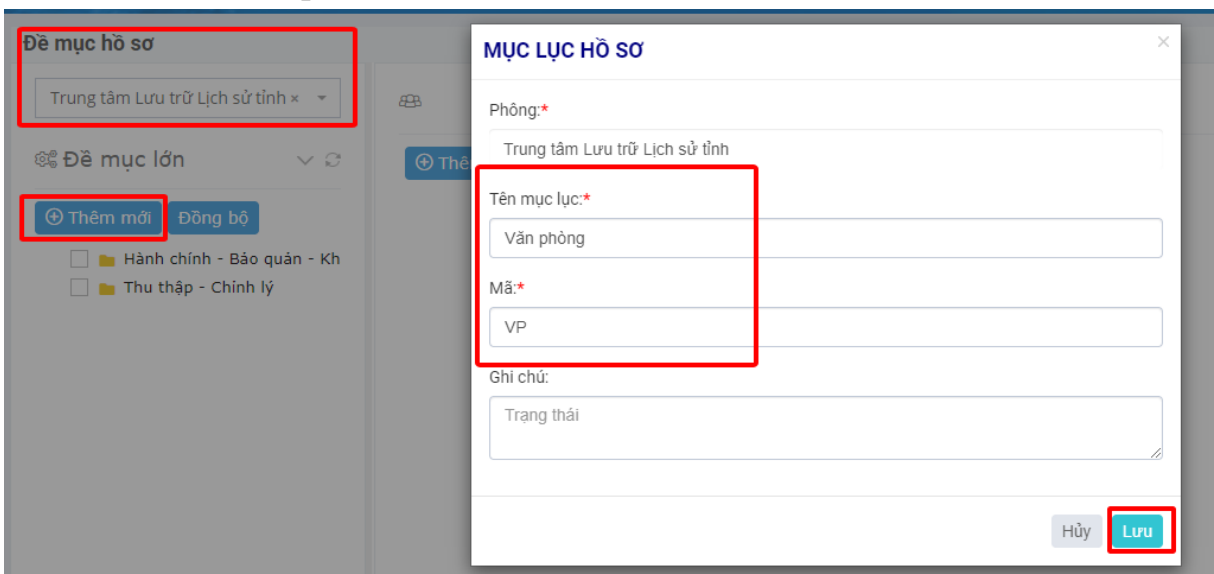 Đề mục hồ sơ
Trung tâm Lưu trữ Lịch sử tỉnh ×
Đề mục lớn
Thêm mới Đồng bộ
Hành chính - Bảo quản - Kh
Thu thập - Chỉnh lý
Thê
MỤC LỤC HỒ SƠ
×
Phông:*
Trung tâm Lưu trữ Lịch sử tỉnh
Tên mục lục:*
Văn phòng
Mã:*
VP
Ghi chú:
Trạng thái
Hủy Lưu